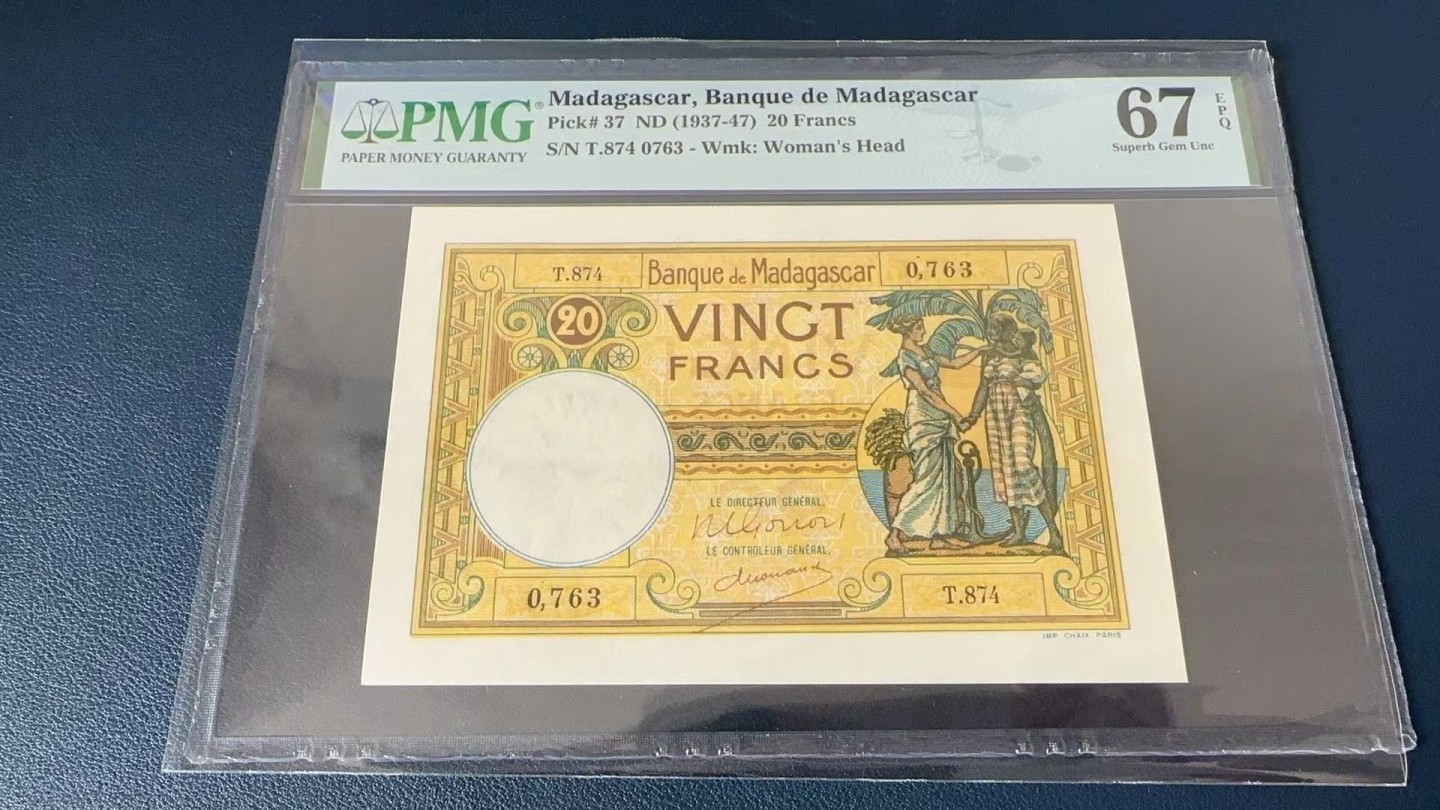 PMG®
PAPER MONEY GUARANTY
Madagascar, Banque de Madagascar
Pick# 37 ND (1937-47) 20 Francs
S/N T.874 0763 - Wmk: Woman's Head
67 EPQ
Superb Gem Unc
T.874 Banque de Madagascar 0,763
20 VINGT
FRANCS
LE DIRECTEUR GÉNÉRAL,
LE CONTROLEUR GÉNÉRAL,
0,763 T.874
IMP. CHAIX PARIS